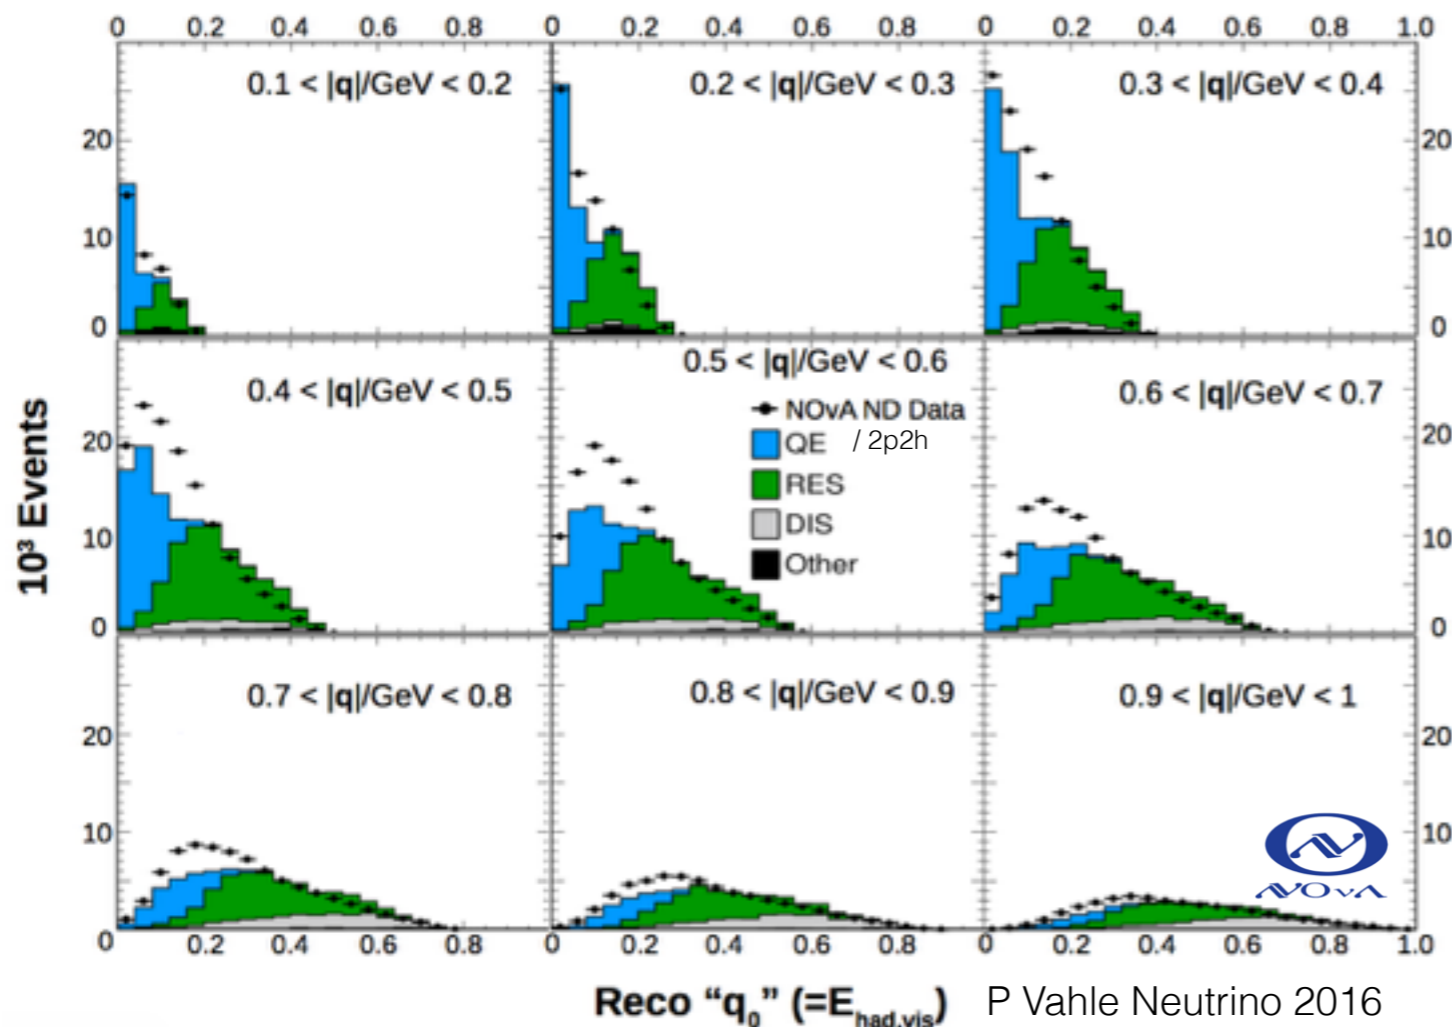 0 0.2 0.4 0.6 0.8 0 0.2 0.4 0.6 0.8 0 0.2 0.4 0.6 0.8 1.0
0.1 < |q|/GeV < 0.2
0.2 < |q|/GeV < 0.3
0.3 < |q|/GeV < 0.4
20 20
10 10
0 0
0.4 < |q|/GeV < 0.5
0.5 < |q|/GeV < 0.6
0.6 < |q|/GeV < 0.7
NOvA ND Data
QE / 2p2h
RES
DIS
Other
20 20
10 10
0 0
10³ Events
0.7 < |q|/GeV < 0.8
0.8 < |q|/GeV < 0.9
0.9 < |q|/GeV < 1
20 20
10 10
NOvA
0 0.2 0.4 0.6 0.8 0 0.2 0.4 0.6 0.8 0 0.2 0.4 0.6 0.8 1.0
Reco “q₀” (=E_had,vis)
P Vahle Neutrino 2016